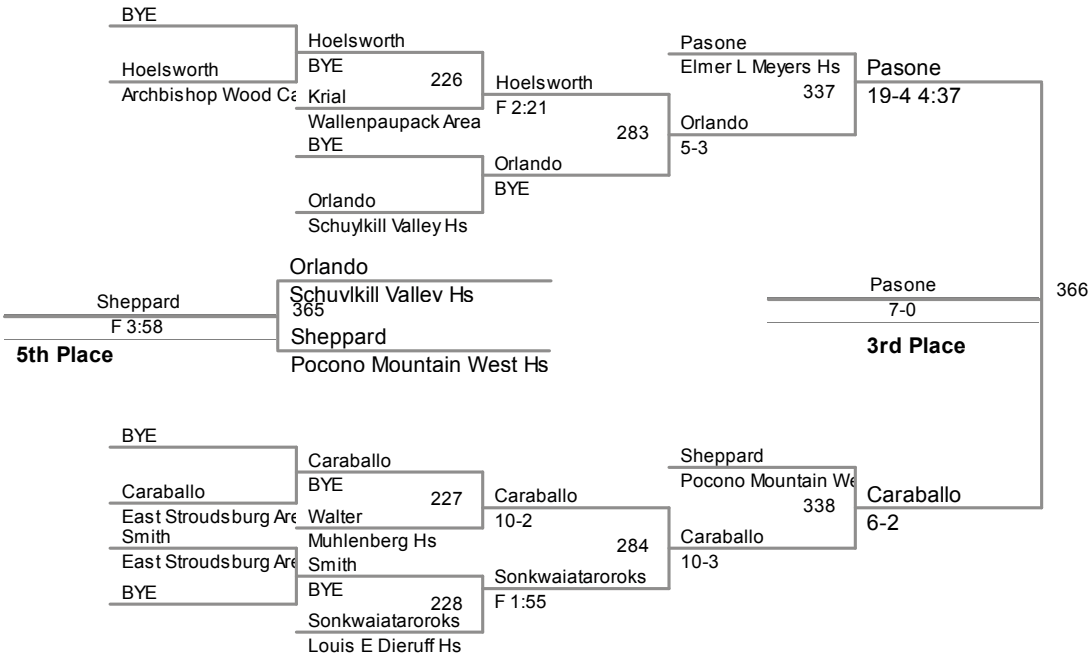 BYE
Hoelsworth
Archbishop Wood Ca
Hoelsworth
BYE
226
Krial
Wallenpaupack Area
BYE
Orlando
Schuylkill Valley Hs
Hoelsworth
F 2:21
283
Orlando
BYE
Pasone
Elmer L Meyers Hs
337
Orlando
5-3
Pasone
19-4 4:37
Orlando
Schuylkill Valley Hs
365
Sheppard
Pocono Mountain West Hs
Sheppard
F 3:58
5th Place
Pasone
7-0
3rd Place
366
BYE
Caraballo
East Stroudsburg Are
Smith
East Stroudsburg Are
BYE
Caraballo
BYE
227
Walter
Muhlenberg Hs
Smith
BYE
228
Sonkwaiataroroks
Louis E Dieruff Hs
Caraballo
10-2
284
Sonkwaiataroroks
F 1:55
Sheppard
Pocono Mountain We
338
Caraballo
10-3
Caraballo
6-2